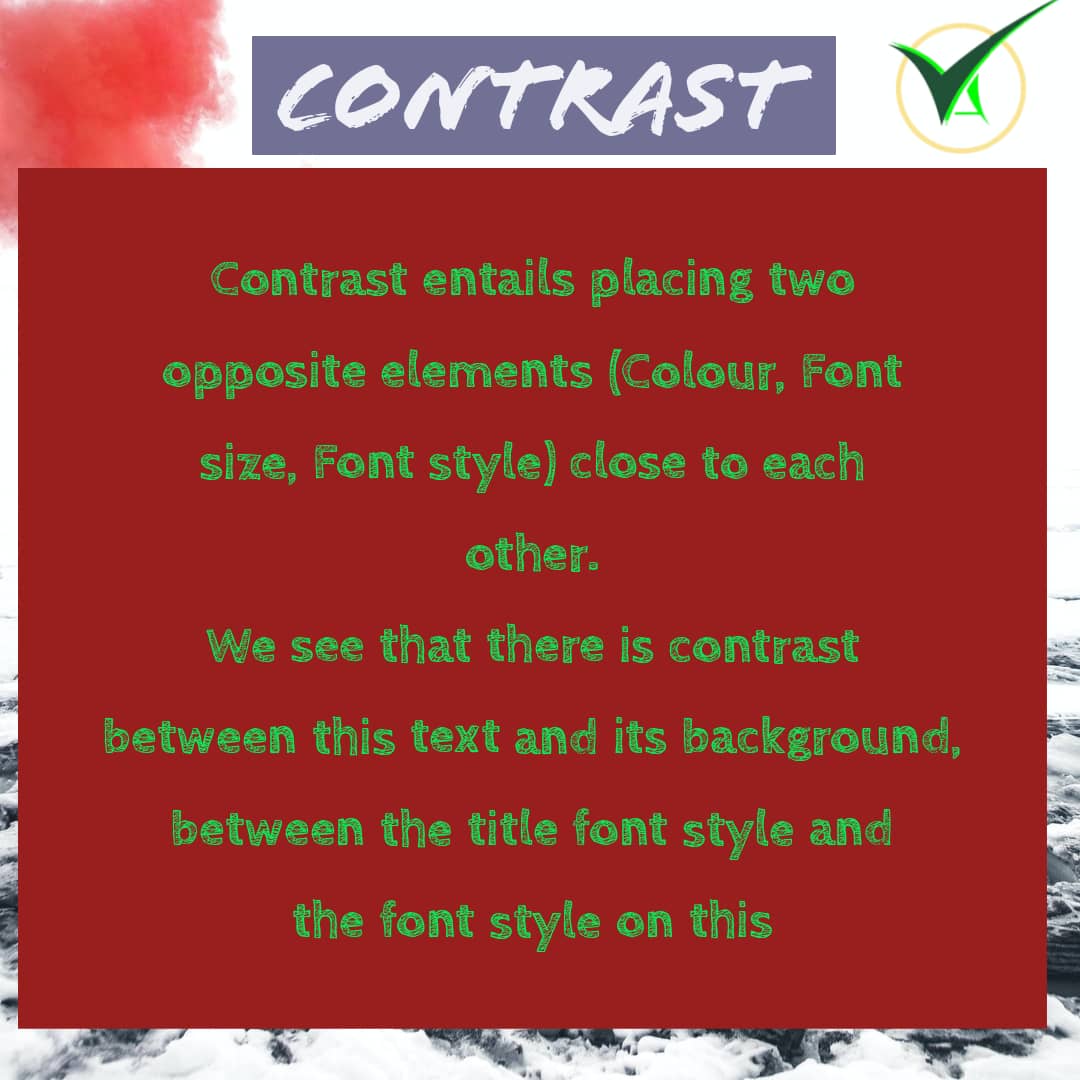 CONTRAST
Contrast entails placing two
opposite elements (Colour, Font
size, Font style) close to each
other.
We see that there is contrast
between this text and its background,
between the title font style and
the font style on this